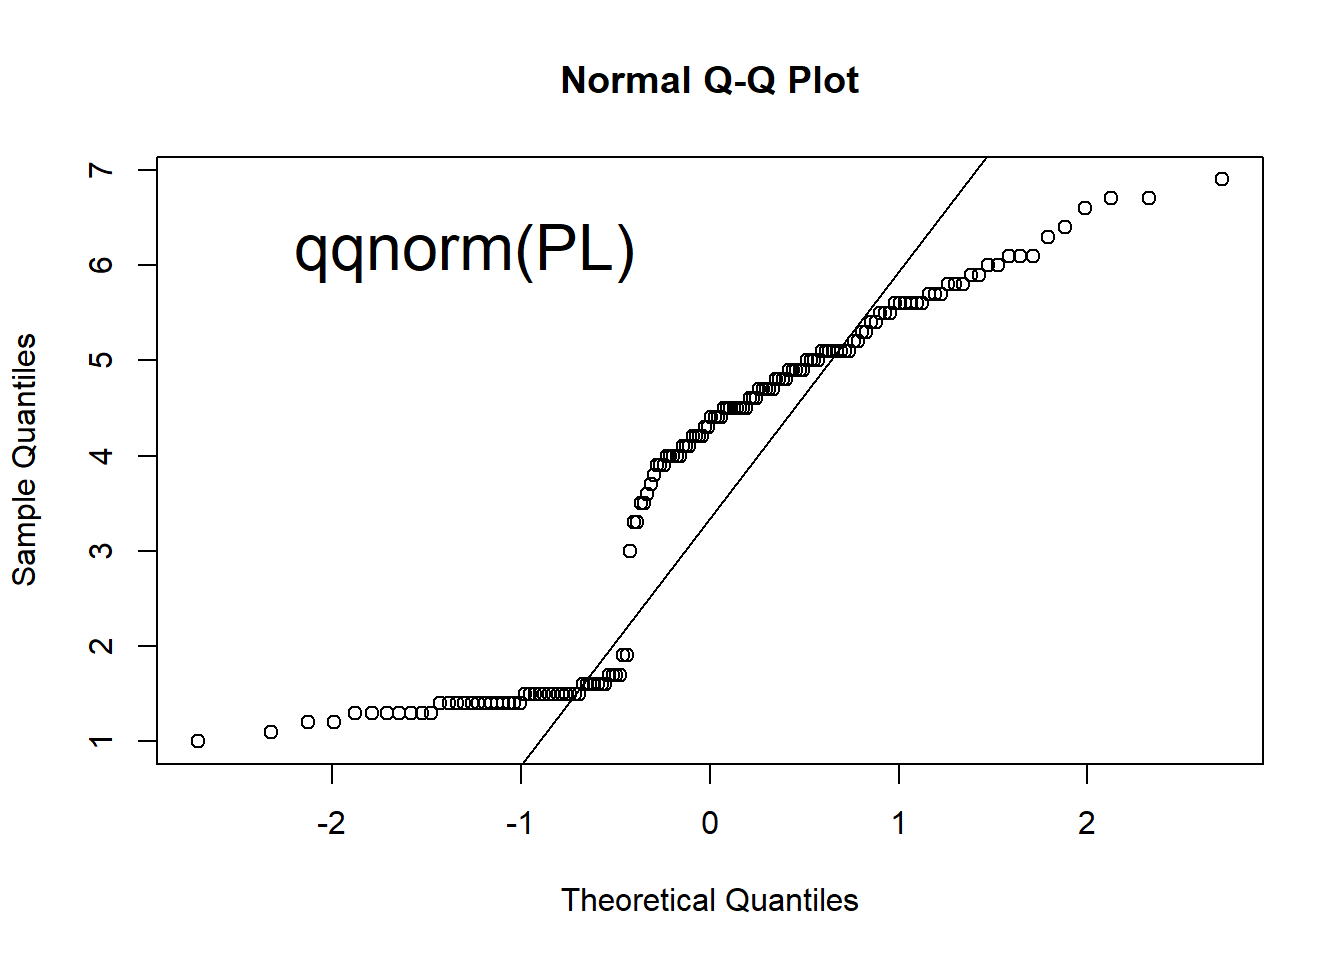 Normal Q-Q Plot
qqnorm(PL)
7
6
5
4
3
2
1
Sample Quantiles
-2 -1 0 1 2
Theoretical Quantiles